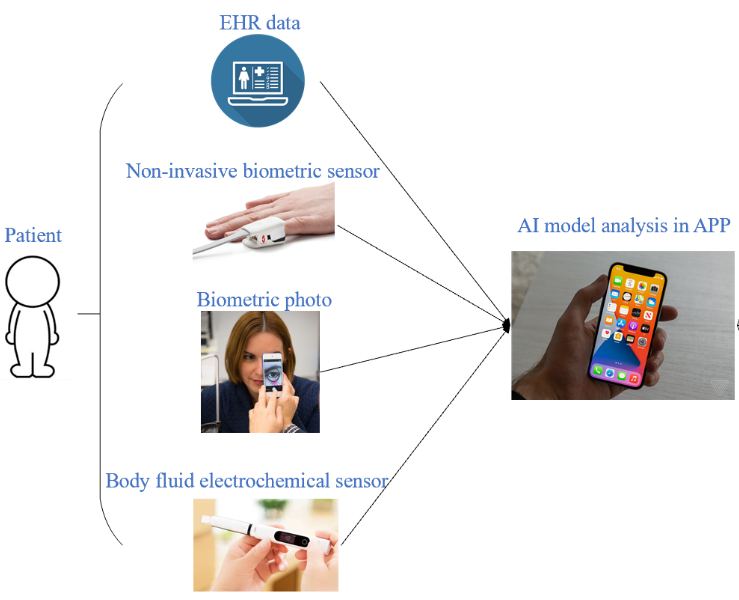 EHR data
Non-invasive biometric sensor
Patient
AI model analysis in APP
Biometric photo
Body fluid electrochemical sensor